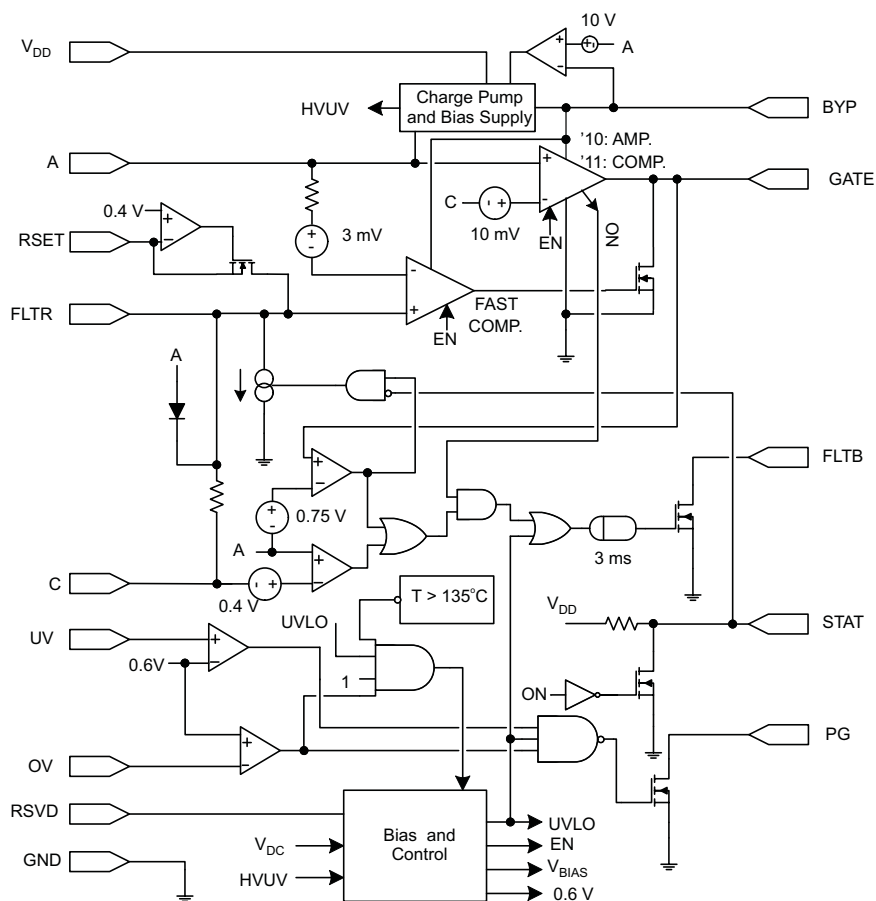 10 V
V_DD
A
Charge Pump
and Bias Supply
HVUV
BYP
'10: AMP.
'11: COMP.
A
GATE
C
10 mV
EN
ON
0.4 V
RSET
3 mV
FLTR
FAST
COMP.
EN
A
FLTB
0.75 V
A
3 ms
C
0.4 V
T > 135°C
V_DD
STAT
UVLO
UV
0.6V
1
ON
PG
OV
RSVD
Bias and
Control
UVLO
V_DC
EN
GND
V_BIAS
HVUV
0.6 V